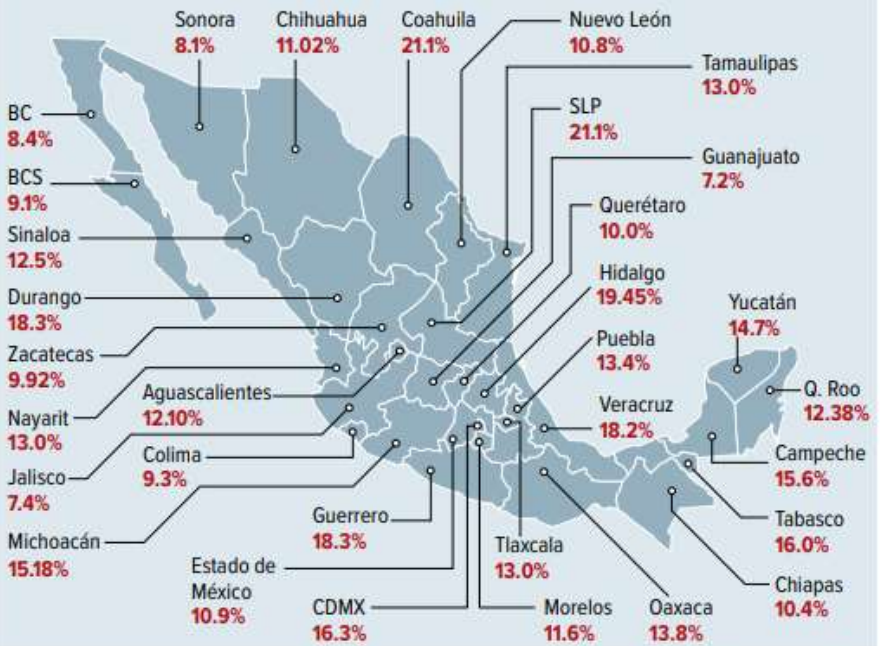 Sonora
8.1%
Chihuahua
11.02%
Coahuila
21.1%
Nuevo León
10.8%
Tamaulipas
13.0%
SLP
21.1%
Guanajuato
7.2%
Querétaro
10.0%
Hidalgo
19.45%
Puebla
13.4%
Veracruz
18.2%
Yucatán
14.7%
Q. Roo
12.38%
Campeche
15.6%
Tabasco
16.0%
Chiapas
10.4%
BC
8.4%
BCS
9.1%
Sinaloa
12.5%
Durango
18.3%
Zacatecas
9.92%
Nayarit
13.0%
Jalisco
7.4%
Michoacán
15.18%
Aguascalientes
12.10%
Colima
9.3%
Guerrero
18.3%
Estado de
México
10.9%
CDMX
16.3%
Tlaxcala
13.0%
Morelos
11.6%
Oaxaca
13.8%